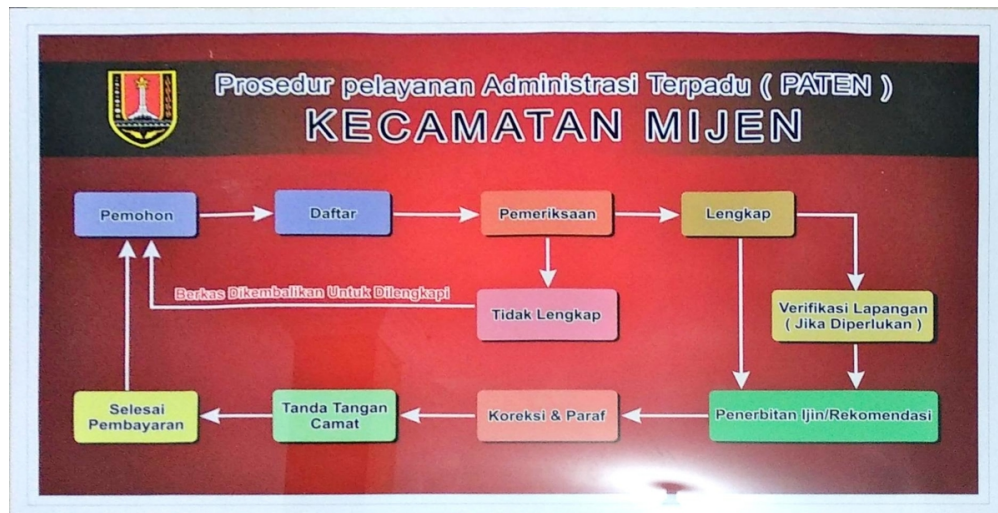 Prosedur pelayanan Administrasi Terpadu ( PATEN )
KECAMATAN MIJEN
Pemohon
Daftar
Pemeriksaan
Lengkap
Berkas Dikembalikan Untuk Dilengkapi
Tidak Lengkap
Verifikasi Lapangan
( Jika Diperlukan )
Selesai
Pembayaran
Tanda Tangan
Camat
Koreksi & Paraf
Penerbitan Ijin/Rekomendasi